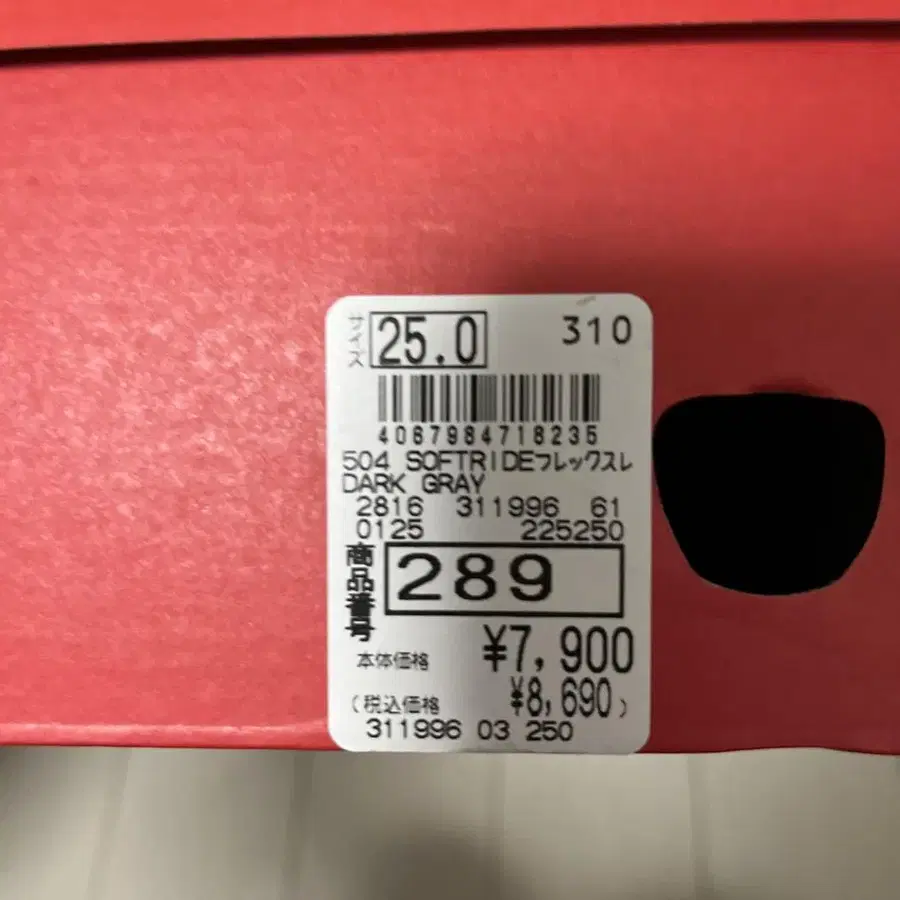 サイズ 25.0 310
4067984718235
504 SOFTRIDEフレックスレ
DARK GRAY
2816 311996 61
0125 225250
商品番号 289
本体価格 ¥7,900
(税込価格 ¥8,690)
311996 03 250